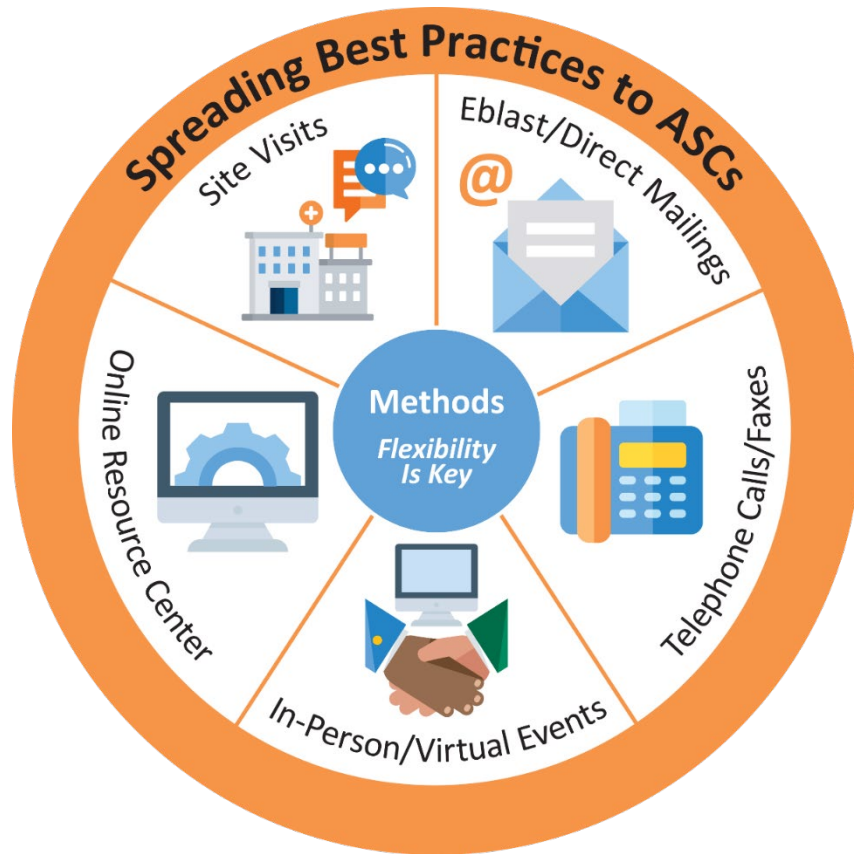 Spreading Best Practices to ASCs
Site Visits
Eblast/Direct Mailings
@
Online Resource Center
Methods
Flexibility
Is Key
Telephone Calls/Faxes
In-Person/Virtual Events